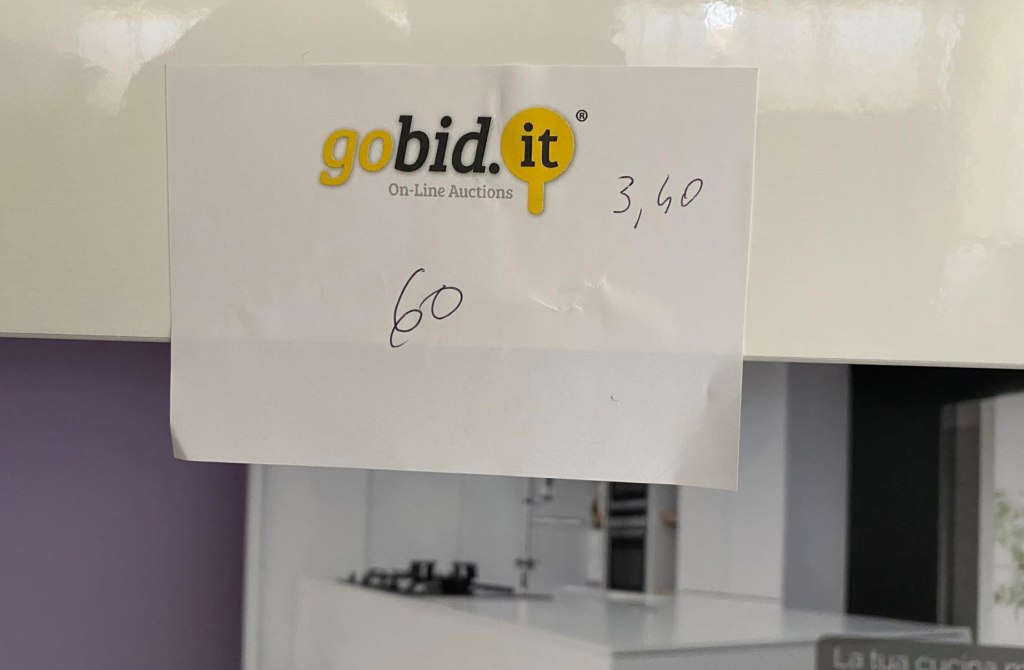 gobid.it®
On-Line Auctions
3,40
60
La tua cucina